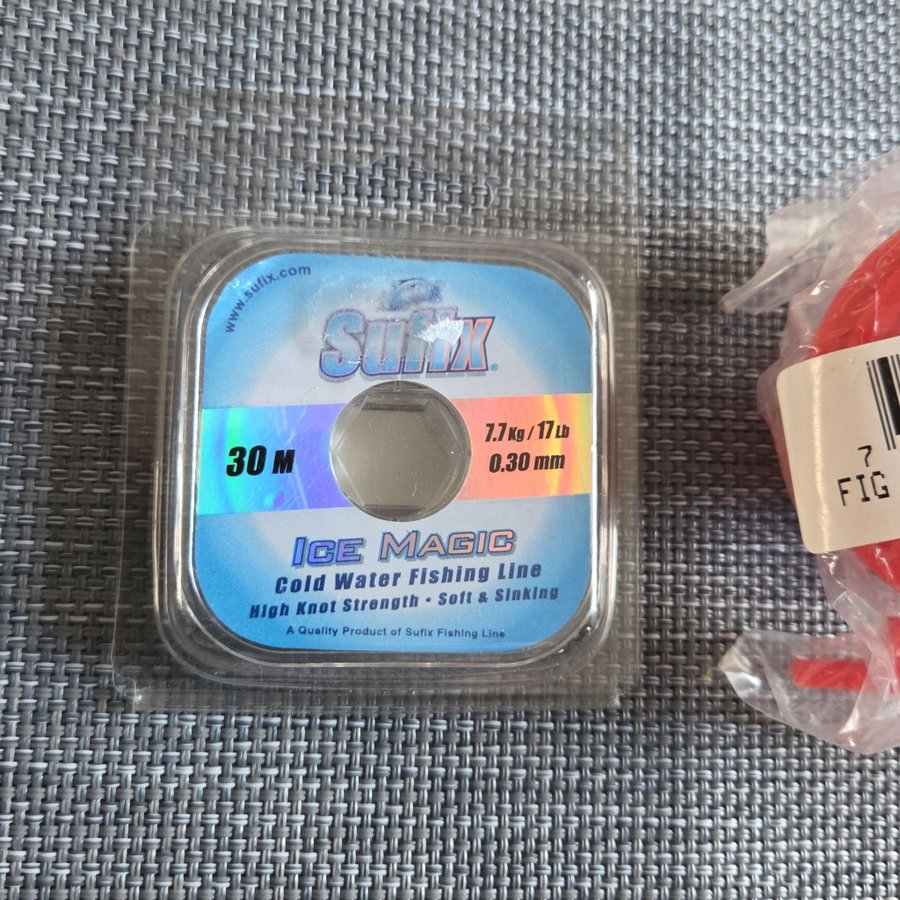 www.sufix.com
Sufix®
30 M
7.7 Kg / 17 Lb
0.30 mm
ICE MAGIC
Cold Water Fishing Line
High Knot Strength • Soft & Sinking
A Quality Product of Sufix Fishing Line
7
FIG